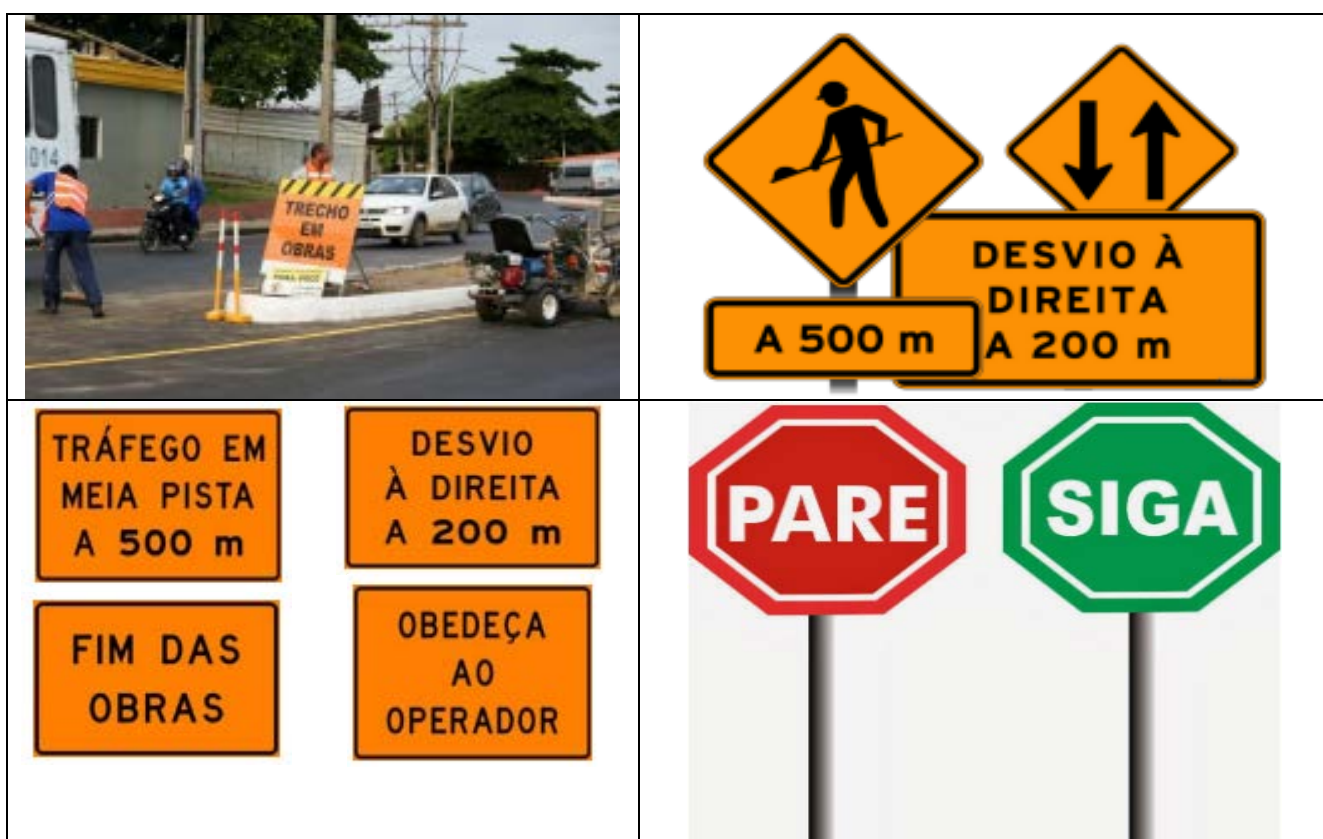 014
TRECHO
EM
OBRAS
A 500 m
DESVIO À
DIREITA
A 200 m
TRÁFEGO EM
MEIA PISTA
A 500 m
DESVIO
À DIREITA
A 200 m
FIM DAS
OBRAS
OBEDEÇA
AO
OPERADOR
PARE
SIGA